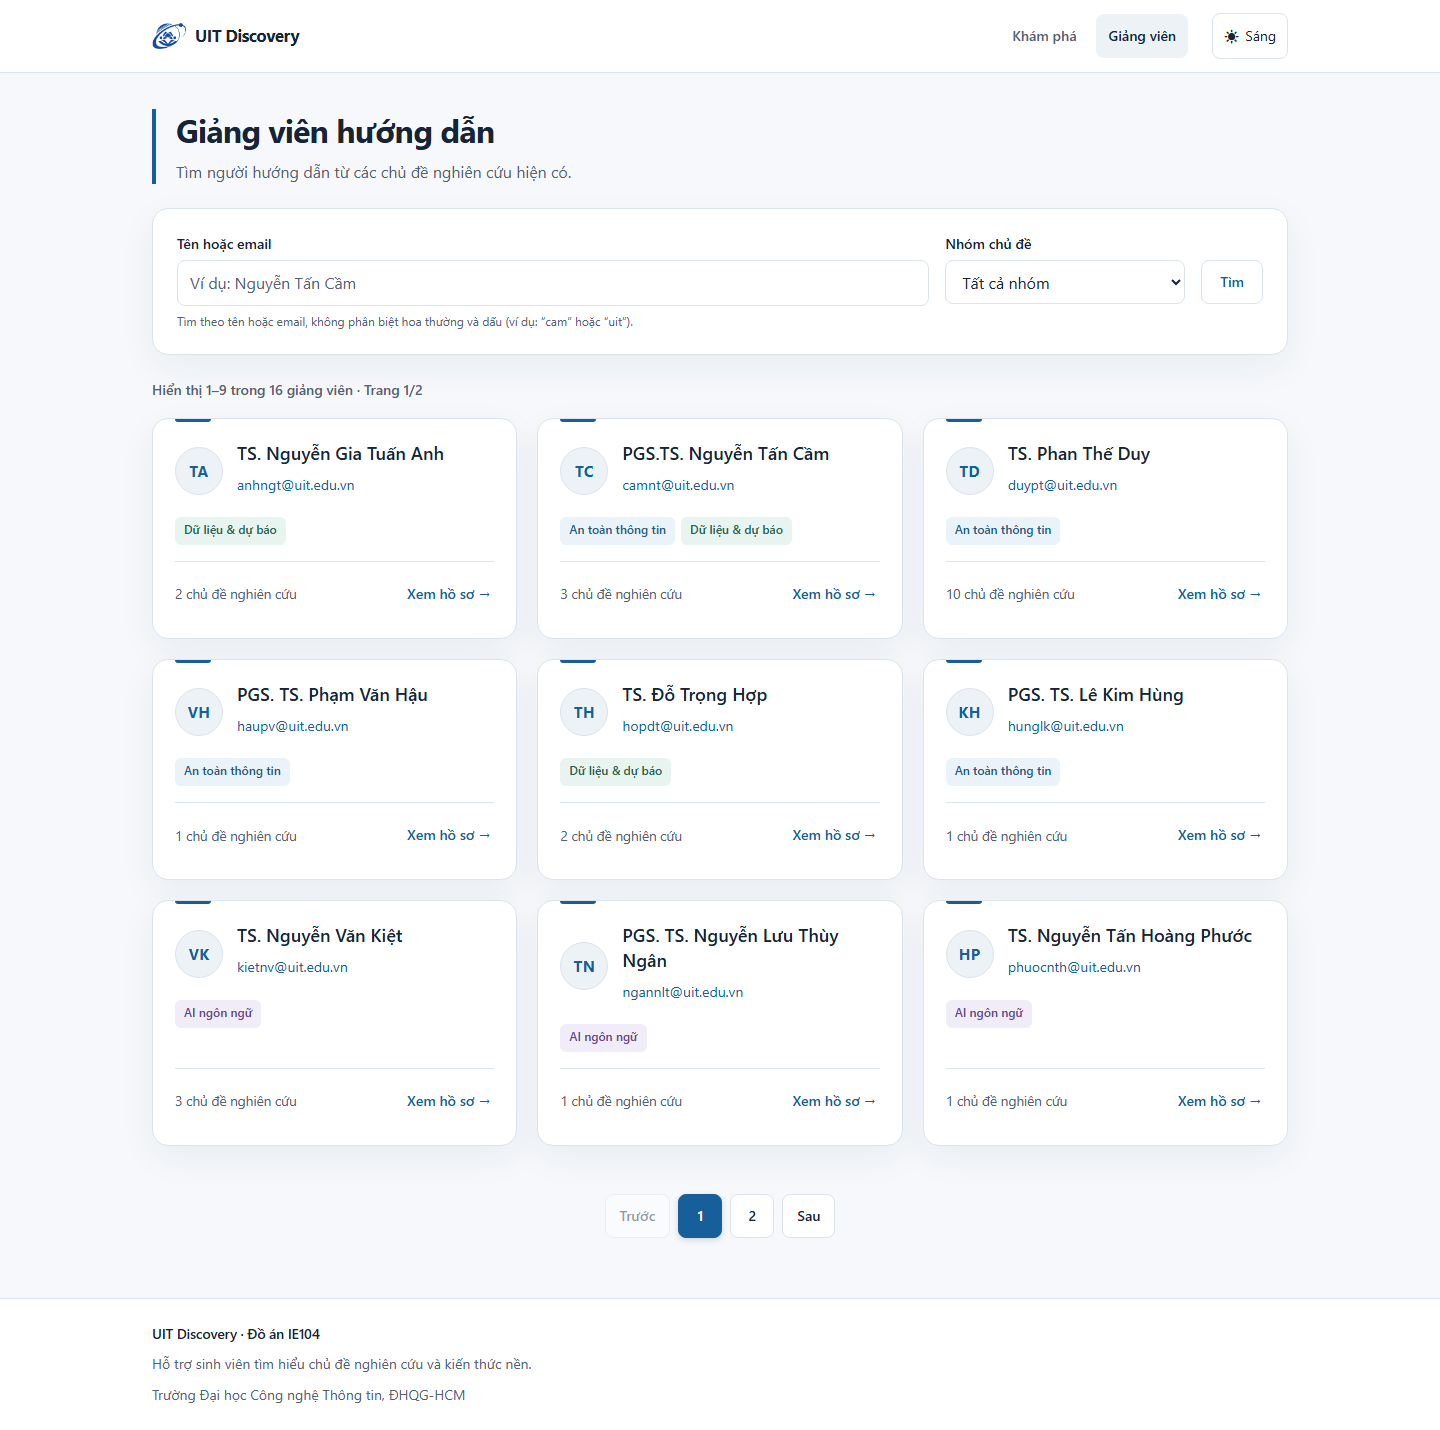 UIT Discovery
Khám phá
Giảng viên
☀ Sáng
Giảng viên hướng dẫn
Tìm người hướng dẫn từ các chủ đề nghiên cứu hiện có.
Tên hoặc email
Nhóm chủ đề
Ví dụ: Nguyễn Tấn Cầm
Tất cả nhóm
Tìm
Tìm theo tên hoặc email, không phân biệt hoa thường và dấu (ví dụ: “cam” hoặc “uit”).
Hiển thị 1–9 trong 16 giảng viên · Trang 1/2
TA
TS. Nguyễn Gia Tuấn Anh
anhngt@uit.edu.vn
Dữ liệu & dự báo
2 chủ đề nghiên cứu
Xem hồ sơ →
TC
PGS.TS. Nguyễn Tấn Cầm
camnt@uit.edu.vn
An toàn thông tin
Dữ liệu & dự báo
3 chủ đề nghiên cứu
Xem hồ sơ →
TD
TS. Phan Thế Duy
duypt@uit.edu.vn
An toàn thông tin
10 chủ đề nghiên cứu
Xem hồ sơ →
VH
PGS. TS. Phạm Văn Hậu
haupv@uit.edu.vn
An toàn thông tin
1 chủ đề nghiên cứu
Xem hồ sơ →
TH
TS. Đỗ Trọng Hợp
hopdt@uit.edu.vn
Dữ liệu & dự báo
2 chủ đề nghiên cứu
Xem hồ sơ →
KH
PGS. TS. Lê Kim Hùng
hunglk@uit.edu.vn
An toàn thông tin
1 chủ đề nghiên cứu
Xem hồ sơ →
VK
TS. Nguyễn Văn Kiệt
kietnv@uit.edu.vn
AI ngôn ngữ
3 chủ đề nghiên cứu
Xem hồ sơ →
TN
PGS. TS. Nguyễn Lưu Thùy
Ngân
ngannlt@uit.edu.vn
AI ngôn ngữ
1 chủ đề nghiên cứu
Xem hồ sơ →
HP
TS. Nguyễn Tấn Hoàng Phước
phuocnth@uit.edu.vn
AI ngôn ngữ
1 chủ đề nghiên cứu
Xem hồ sơ →
Trước
1
2
Sau
UIT Discovery · Đồ án IE104
Hỗ trợ sinh viên tìm hiểu chủ đề nghiên cứu và kiến thức nền.
Trường Đại học Công nghệ Thông tin, ĐHQG-HCM